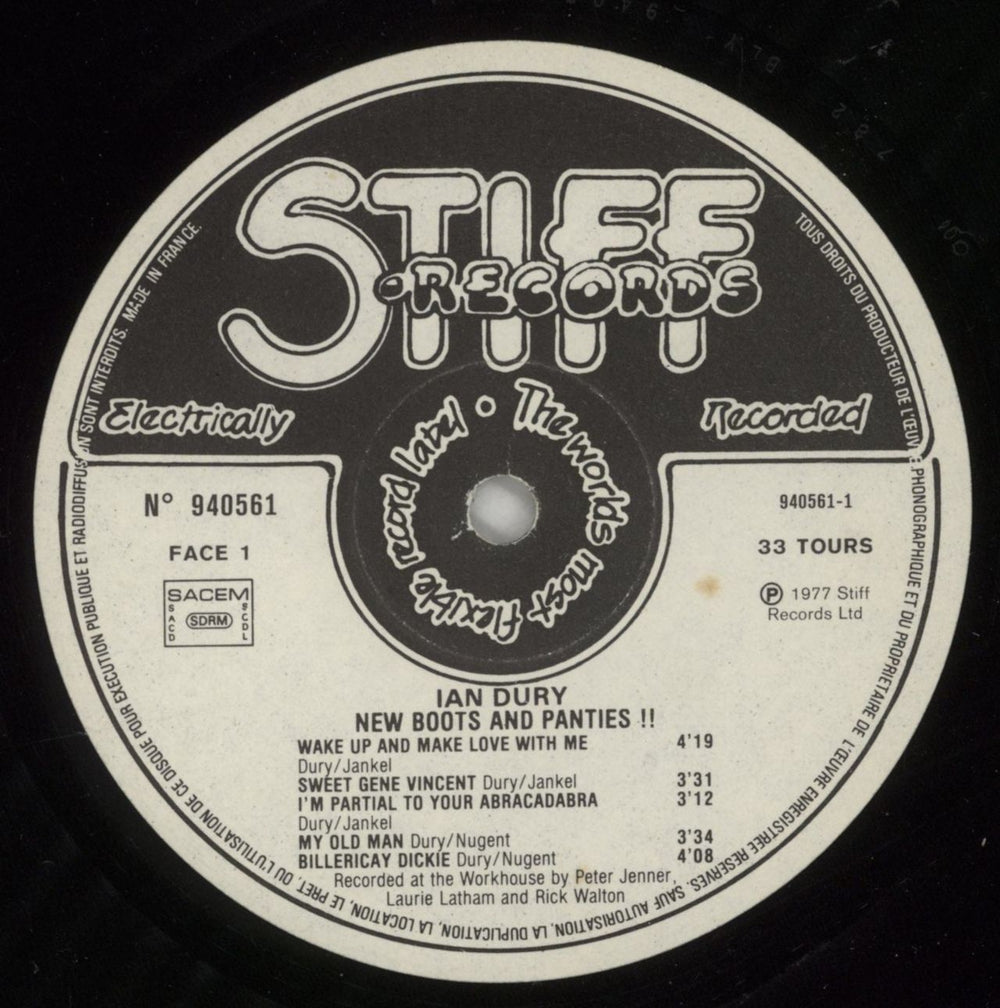 STIFF
RECORDS
Electrically
Recorded
The worlds most flexible record label
N° 940561
FACE 1
SACEM
SACD
SDRM
SCDL
940561-1
33 TOURS
Ⓟ 1977 Stiff
Records Ltd
IAN DURY
NEW BOOTS AND PANTIES !!
WAKE UP AND MAKE LOVE WITH ME 4'19
Dury/Jankel
SWEET GENE VINCENT Dury/Jankel 3'31
I'M PARTIAL TO YOUR ABRACADABRA 3'12
Dury/Jankel
MY OLD MAN Dury/Nugent 3'34
BILLERICAY DICKIE Dury/Nugent 4'08
Recorded at the Workhouse by Peter Jenner,
Laurie Latham and Rick Walton
TOUS DROITS DU PRODUCTEUR DE L'ŒUVRE PHONOGRAPHIQUE ET DU PROPRIETAIRE DE L'ŒUVRE ENREGISTREE RESERVES. SAUF AUTORISATION, LA DUPLICATION, LA LOCATION, LE PRET, OU L'UTILISATION DE CE DISQUE POUR EXECUTION PUBLIQUE ET RADIODIFFUSION SONT INTERDITS. MADE IN FRANCE.